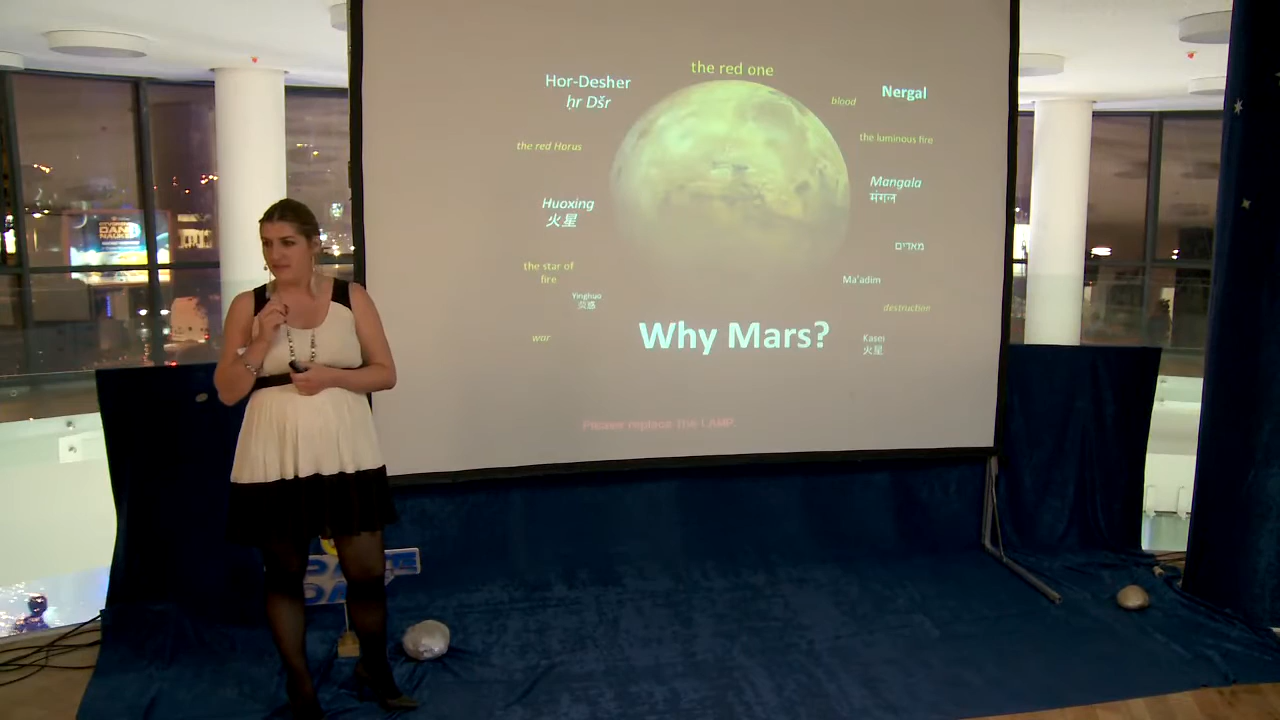 the red one
Hor-Desher
ḥr Dšr
blood
Nergal
the red Horus
the luminous fire
Huoxing
火星
Mangala
मंगल
מאדים
the star of
fire
Ma'adim
Yinghuo
荧惑
destruction
war
Why Mars?
Kasei
火星
Please replace the LAMP.
DAN
NAUKE